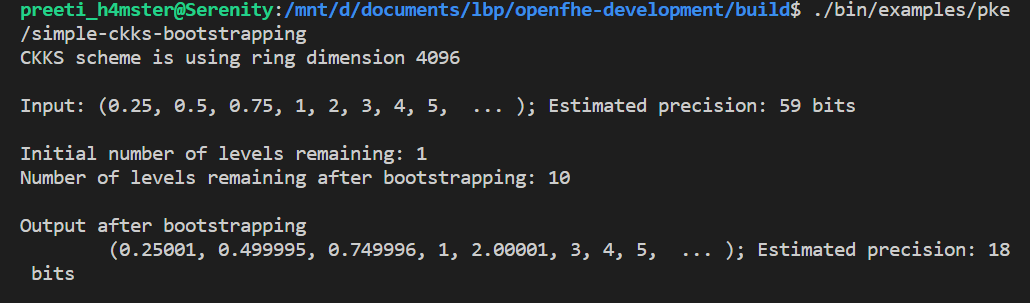 preeti_h4mster@Serenity:/mnt/d/documents/lbp/openfhe-development/build$ ./bin/examples/pke
/simple-ckks-bootstrapping
CKKS scheme is using ring dimension 4096
Input: (0.25, 0.5, 0.75, 1, 2, 3, 4, 5,  ... ); Estimated precision: 59 bits
Initial number of levels remaining: 1
Number of levels remaining after bootstrapping: 10
Output after bootstrapping
(0.25001, 0.499995, 0.749996, 1, 2.00001, 3, 4, 5,  ... ); Estimated precision: 18
bits